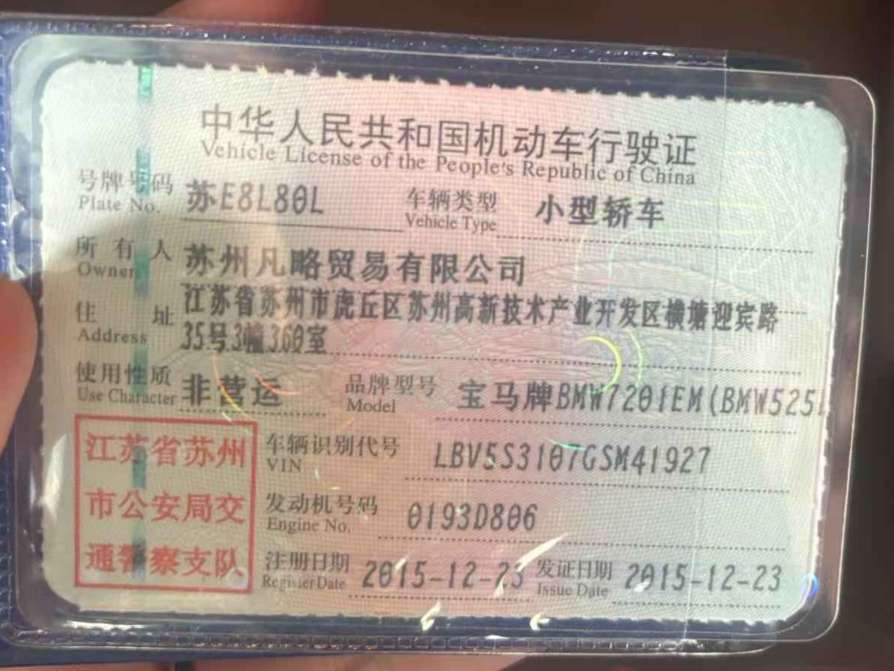 中华人民共和国机动车行驶证
Vehicle License of the People's Republic of China
号牌号码 苏E8L80L 车辆类型 小型轿车
Plate No. Vehicle Type
所有人 苏州凡略贸易有限公司
Owner
住址 江苏省苏州市虎丘区苏州高新技术产业开发区横塘迎宾路
Address 35号3幢360室
使用性质 非营运 品牌型号 宝马牌BMW7201EM(BMW525
Use Character Model
江苏省苏州 车辆识别代号 LBV5S3107GSM41927
VIN
市公安局交 发动机号码 0193D806
Engine No.
通警察支队 注册日期 2015-12-23 发证日期 2015-12-23
Register Date Issue Date